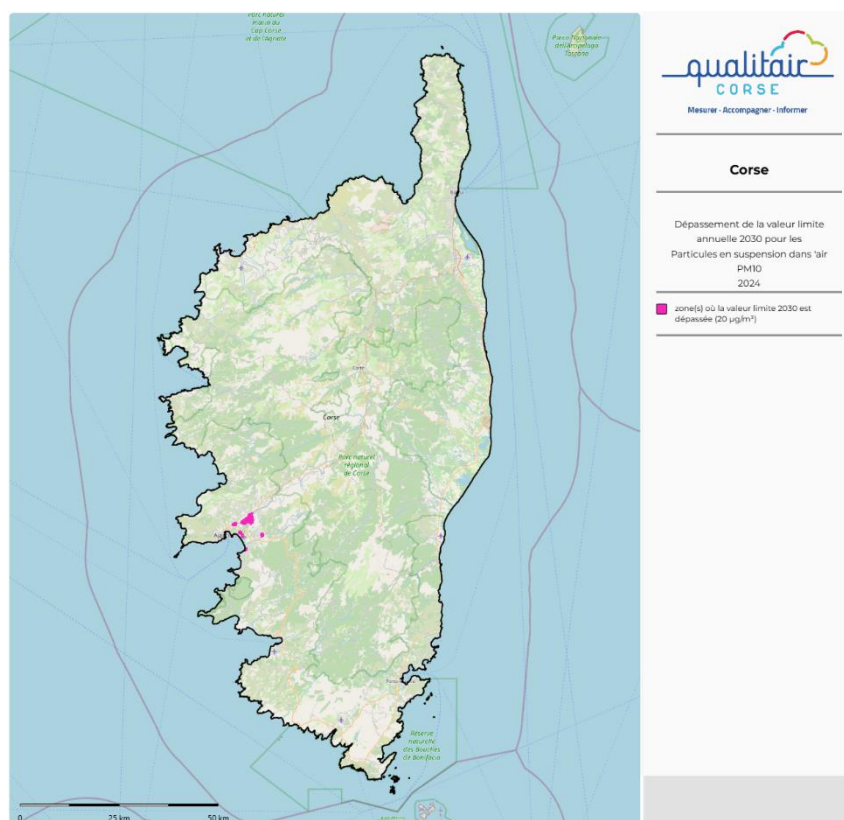 Parc naturel
marin du
Cap Corse
et de l'Agriate
Parco Nazionale
dell'Arcipelago
Toscano
Corte
Corse
Parc naturel
régional
de Corse
Réserve
naturelle
des Bouches
de Bonifacio
0
25 km
50 km
qualitair
CORSE
Mesurer - Accompagner - Informer
Corse
Dépassement de la valeur limite
annuelle 2030 pour les
Particules en suspension dans 'air
PM10
2024
zone(s) où la valeur limite 2030 est
dépassée (20 µg/m³)